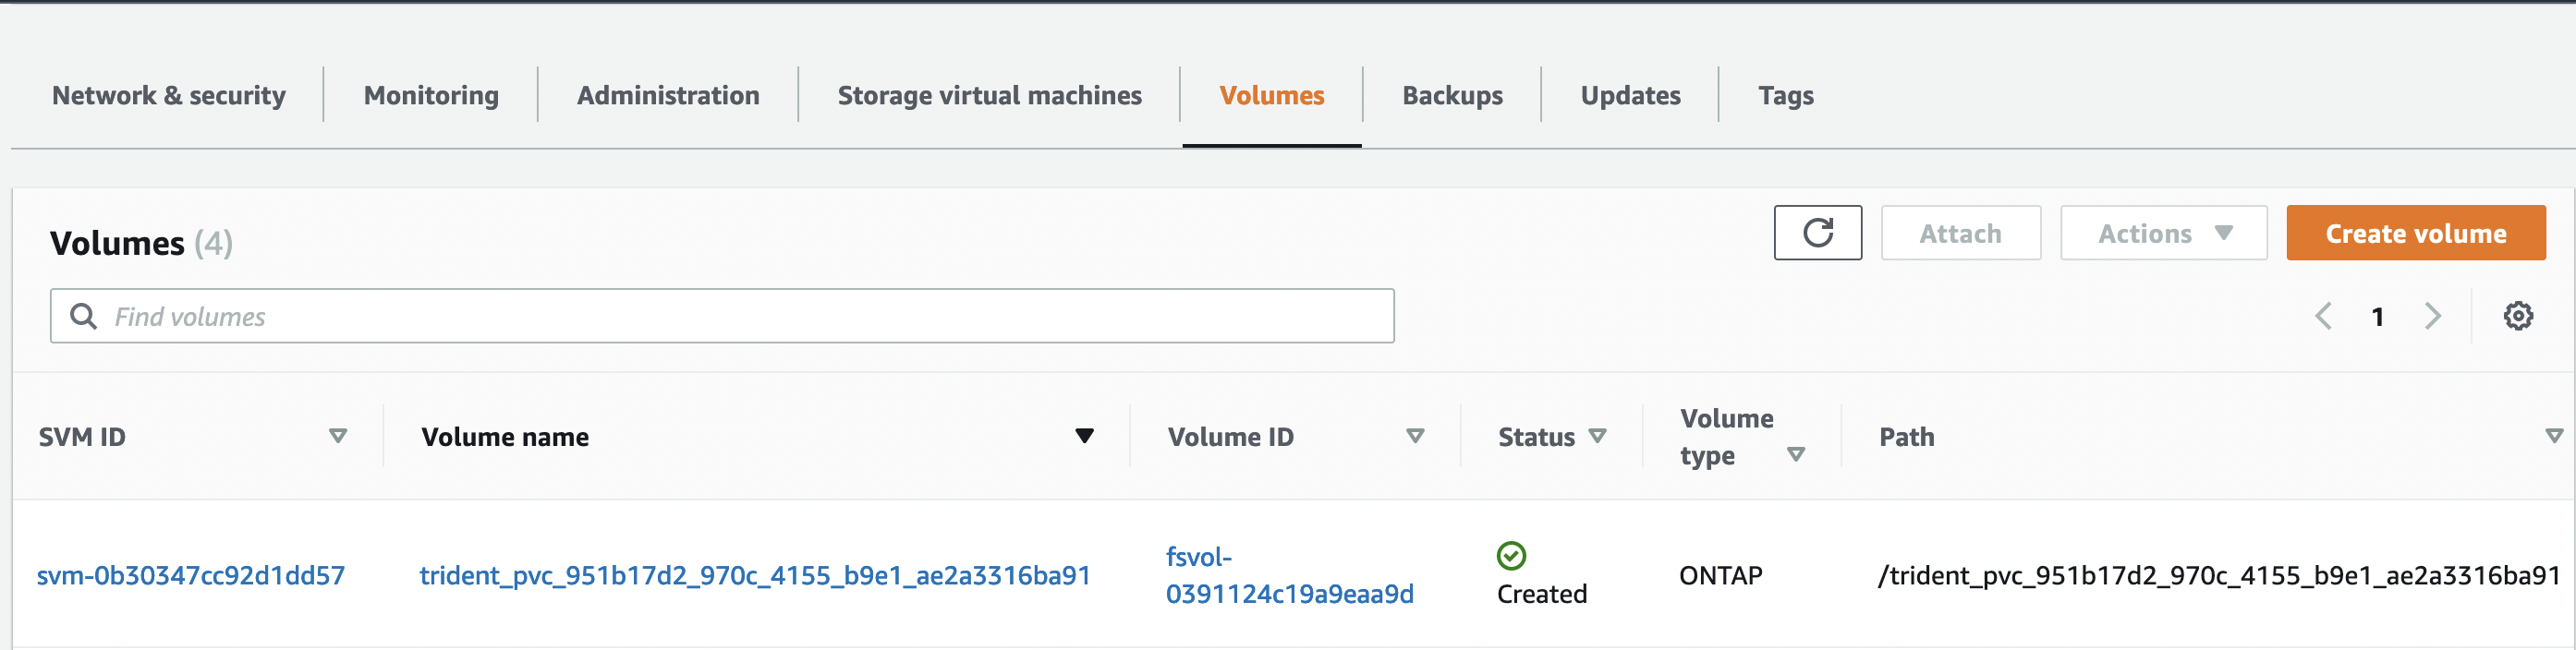 Network & security
Monitoring
Administration
Storage virtual machines
Volumes
Backups
Updates
Tags
Volumes (4)
Attach
Actions
Create volume
Find volumes
1
SVM ID
Volume name
Volume ID
Status
Volume
type
Path
svm-0b30347cc92d1dd57
trident_pvc_951b17d2_970c_4155_b9e1_ae2a3316ba91
fsvol-
0391124c19a9eaa9d
Created
ONTAP
/trident_pvc_951b17d2_970c_4155_b9e1_ae2a3316ba91